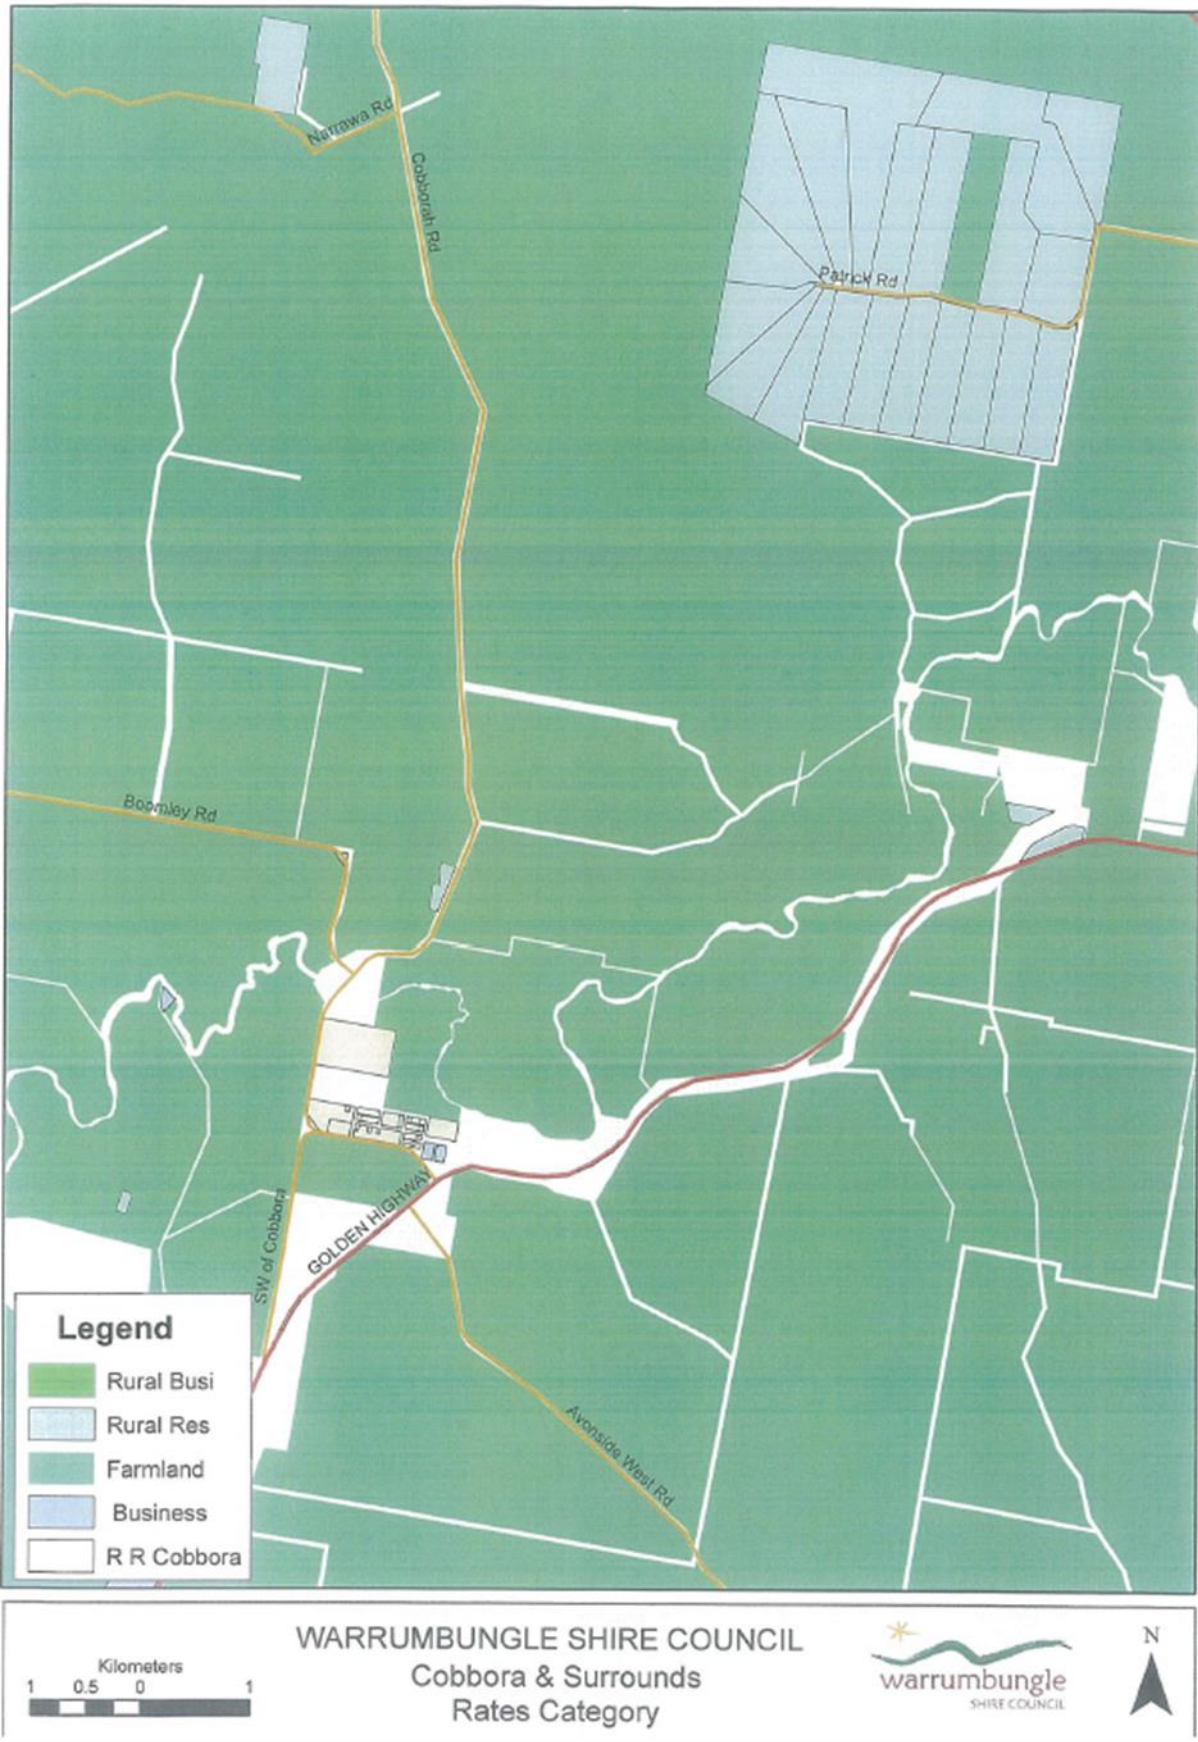 Narrawa Rd
Cobborah Rd
Patrick Rd
Boomley Rd
SW of Cobbora
GOLDEN HIGHWAY
Avonside West Rd
Legend
Rural Busi
Rural Res
Farmland
Business
R R Cobbora
Kilometers
1 0.5 0 1
WARRUMBUNGLE SHIRE COUNCIL
Cobbora & Surrounds
Rates Category
warrumbungle
SHIRE COUNCIL
N